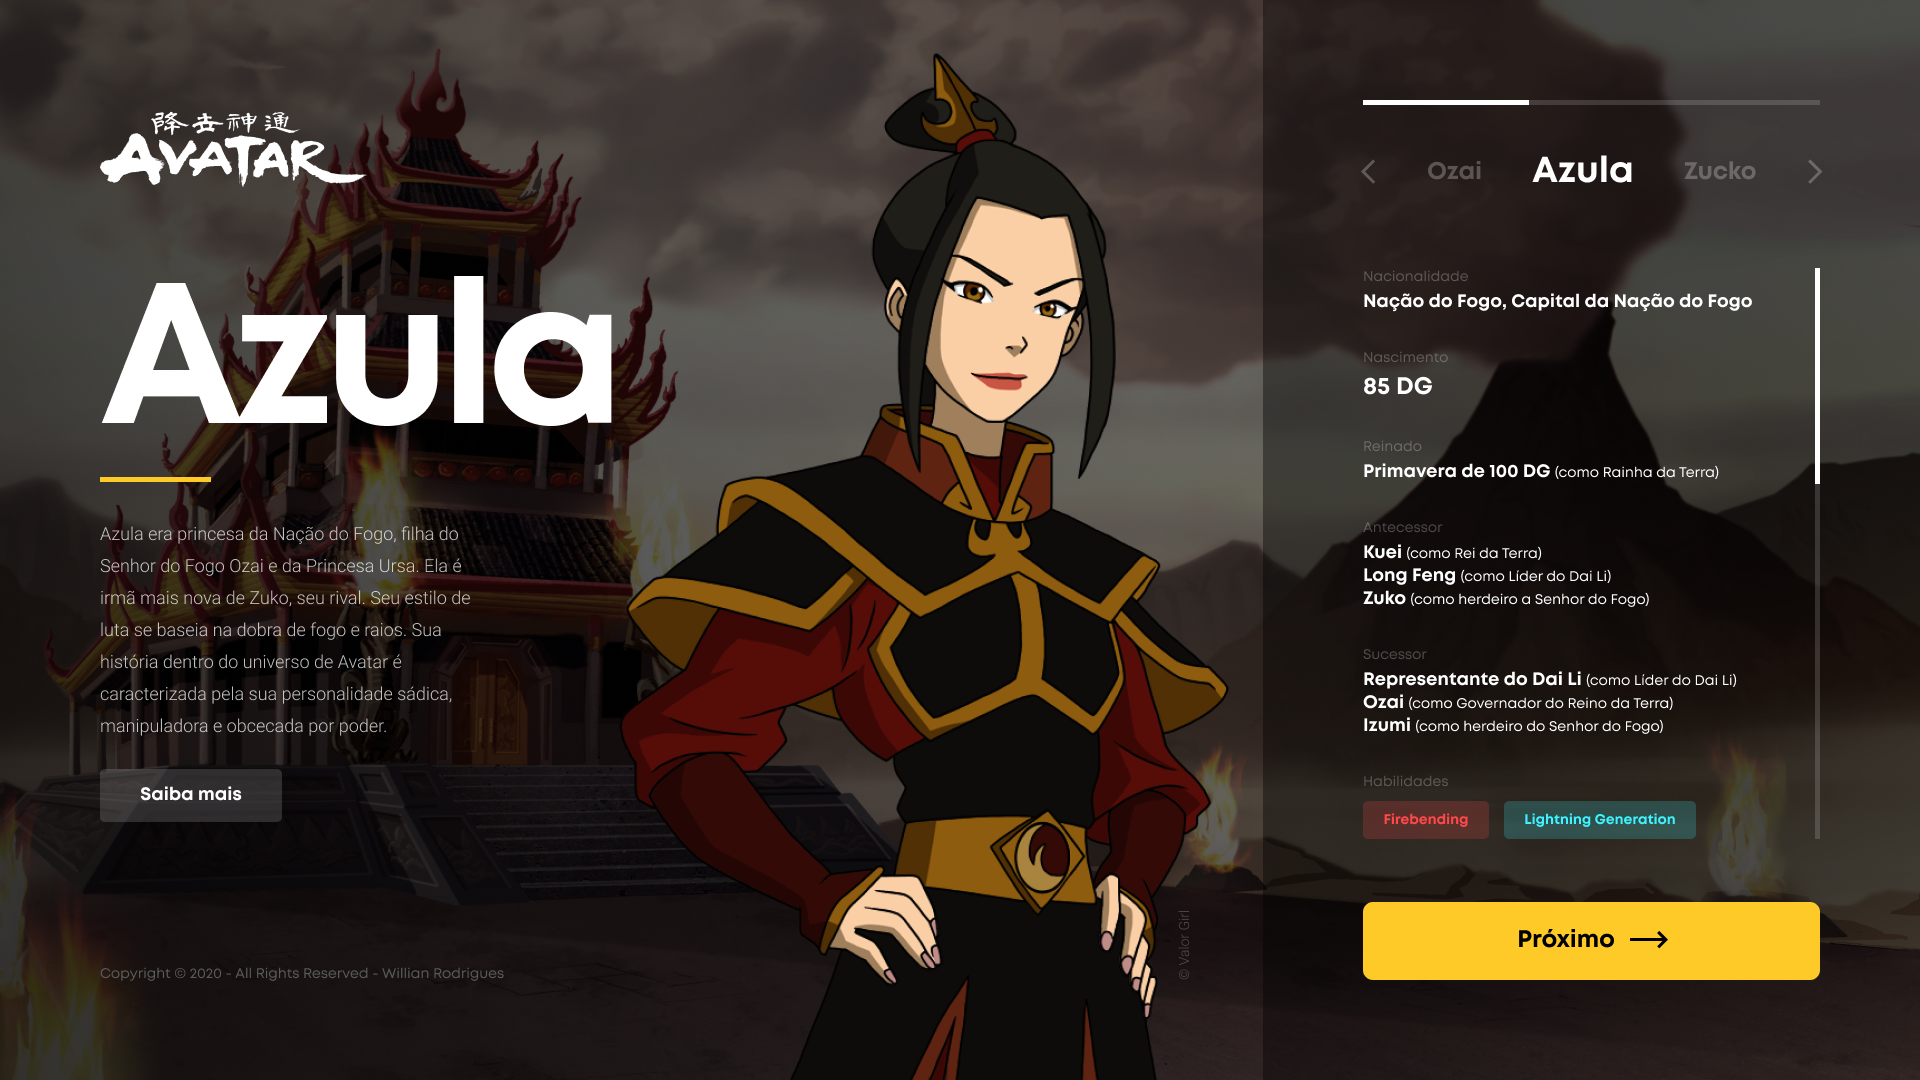 降去神通
AVATAR
Azula
Azula era princesa da Nação do Fogo, filha do
Senhor do Fogo Ozai e da Princesa Ursa. Ela é
irmã mais nova de Zuko, seu rival. Seu estilo de
luta se baseia na dobra de fogo e raios. Sua
história dentro do universo de Avatar é
caracterizada pela sua personalidade sádica,
manipuladora e obcecada por poder.
Saiba mais
Copyright © 2020 - All Rights Reserved - Willian Rodrigues
© Valor Girl
Ozai Azula Zucko
Nacionalidade
Nação do Fogo, Capital da Nação do Fogo
Nascimento
85 DG
Reinado
Primavera de 100 DG (como Rainha da Terra)
Antecessor
Kuei (como Rei da Terra)
Long Feng (como Líder do Dai Li)
Zuko (como herdeiro a Senhor do Fogo)
Sucessor
Representante do Dai Li (como Líder do Dai Li)
Ozai (como Governador do Reino da Terra)
Izumi (como herdeiro do Senhor do Fogo)
Habilidades
Firebending Lightning Generation
Próximo